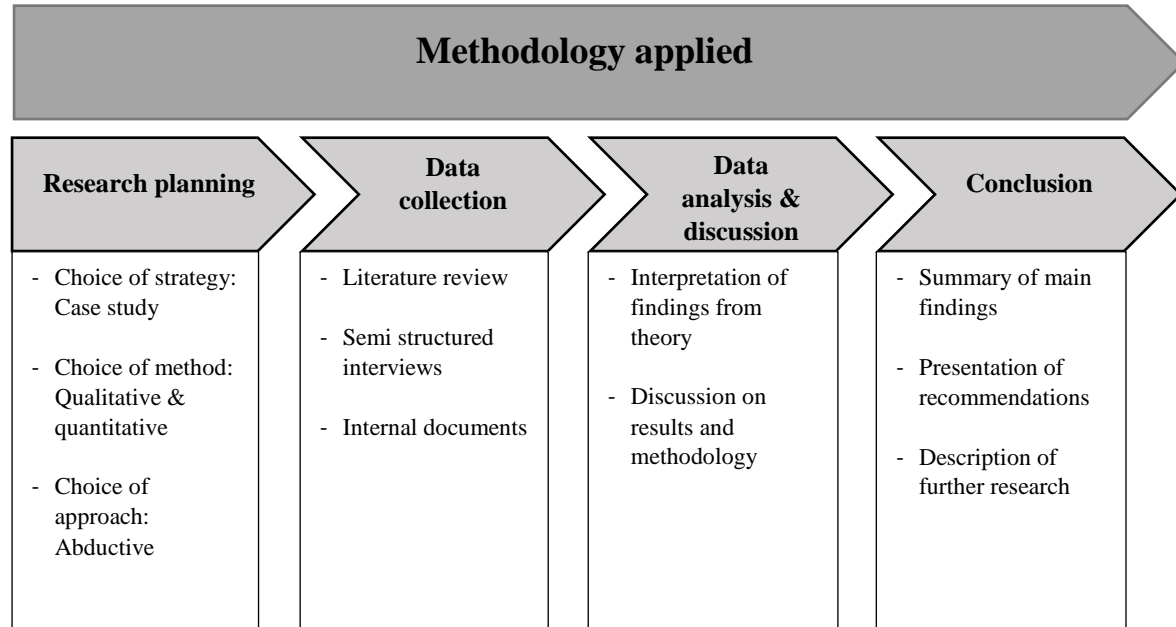 Methodology applied
Research planning
- Choice of strategy:
Case study
- Choice of method:
Qualitative &
quantitative
- Choice of
approach:
Abductive
Data
collection
- Literature review
- Semi structured
interviews
- Internal documents
Data
analysis &
discussion
- Interpretation of
findings from
theory
- Discussion on
results and
methodology
Conclusion
- Summary of main
findings
- Presentation of
recommendations
- Description of
further research